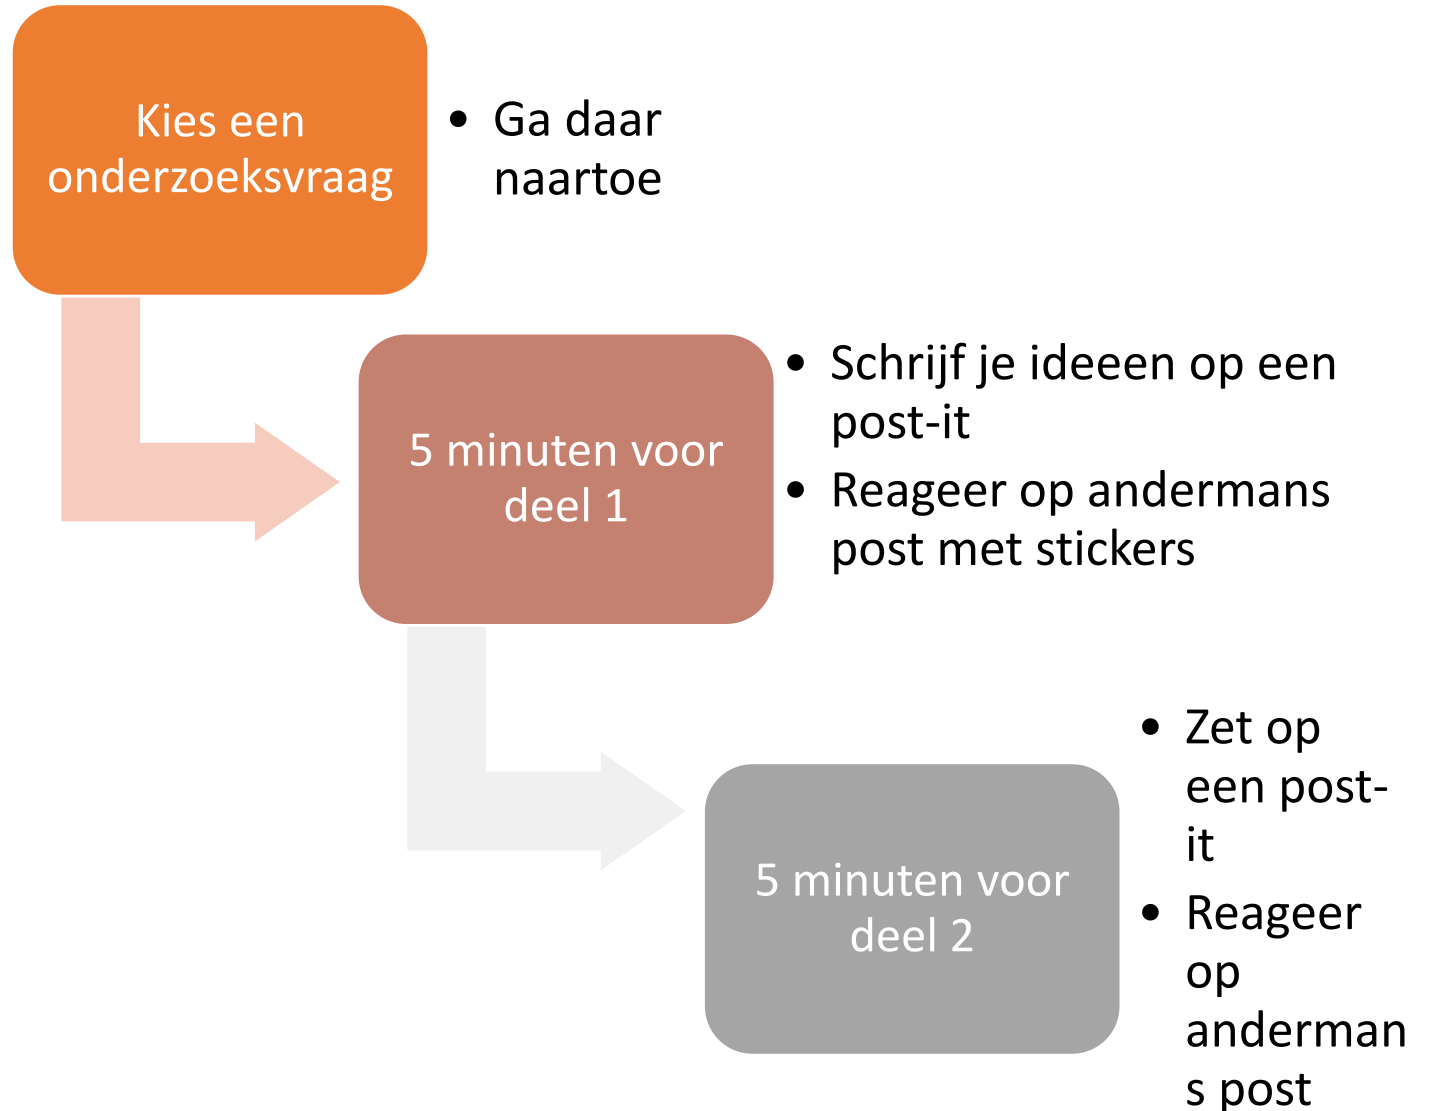 Kies een
onderzoeksvraag
• Ga daar
naartoe
5 minuten voor
deel 1
• Schrijf je ideeen op een
post-it
• Reageer op andermans
post met stickers
5 minuten voor
deel 2
• Zet op
een post-
it
• Reageer
op
anderman
s post